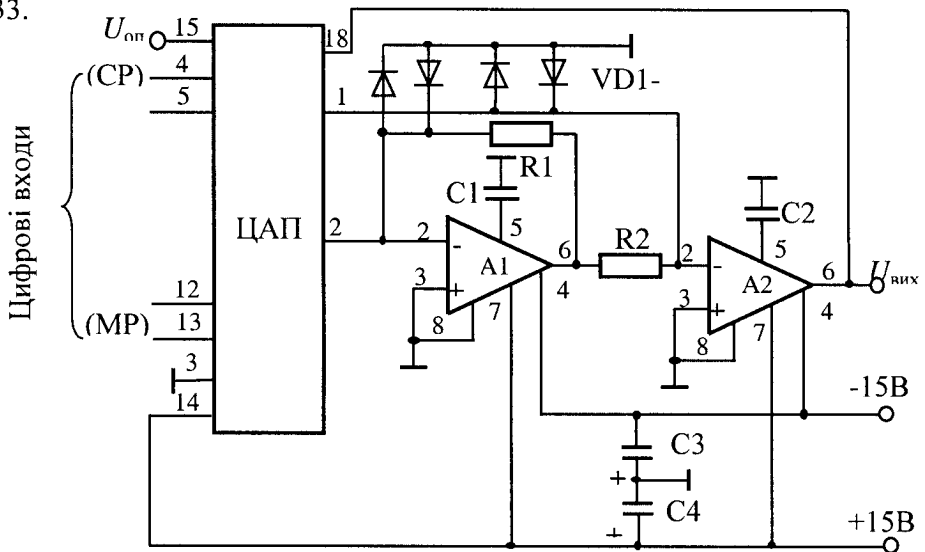 33.
Uоп
15
18
(СР)
4
5
1
VD1-
R1
C1
5
C2
5
Цифрові входи
ЦАП
2
2
-
6
R2
2
-
6
Uвих
A1
4
A2
4
3
+
3
+
12
8
7
8
7
(МР)
13
3
14
-15В
C3
+
C4
+
+15В